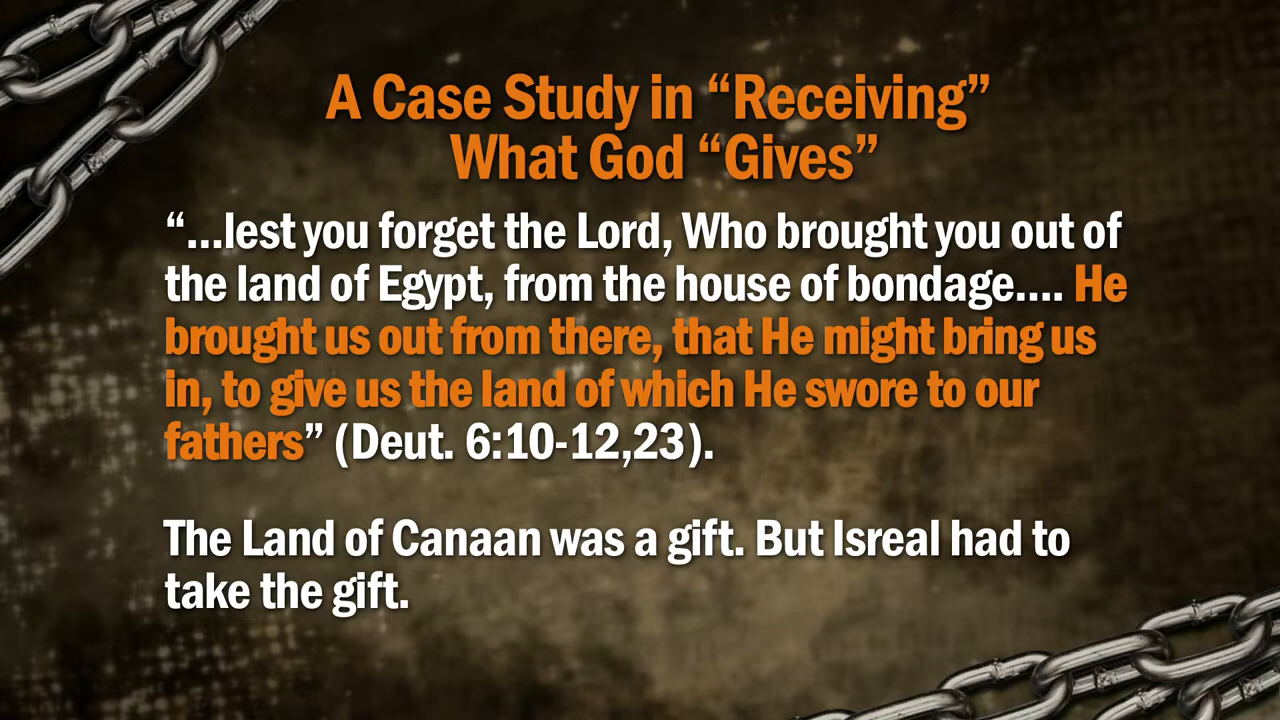 A Case Study in “Receiving”
What God “Gives”
“...lest you forget the Lord, Who brought you out of
the land of Egypt, from the house of bondage.... He
brought us out from there, that He might bring us
in, to give us the land of which He swore to our
fathers” (Deut. 6:10-12,23).
The Land of Canaan was a gift. But Isreal had to
take the gift.